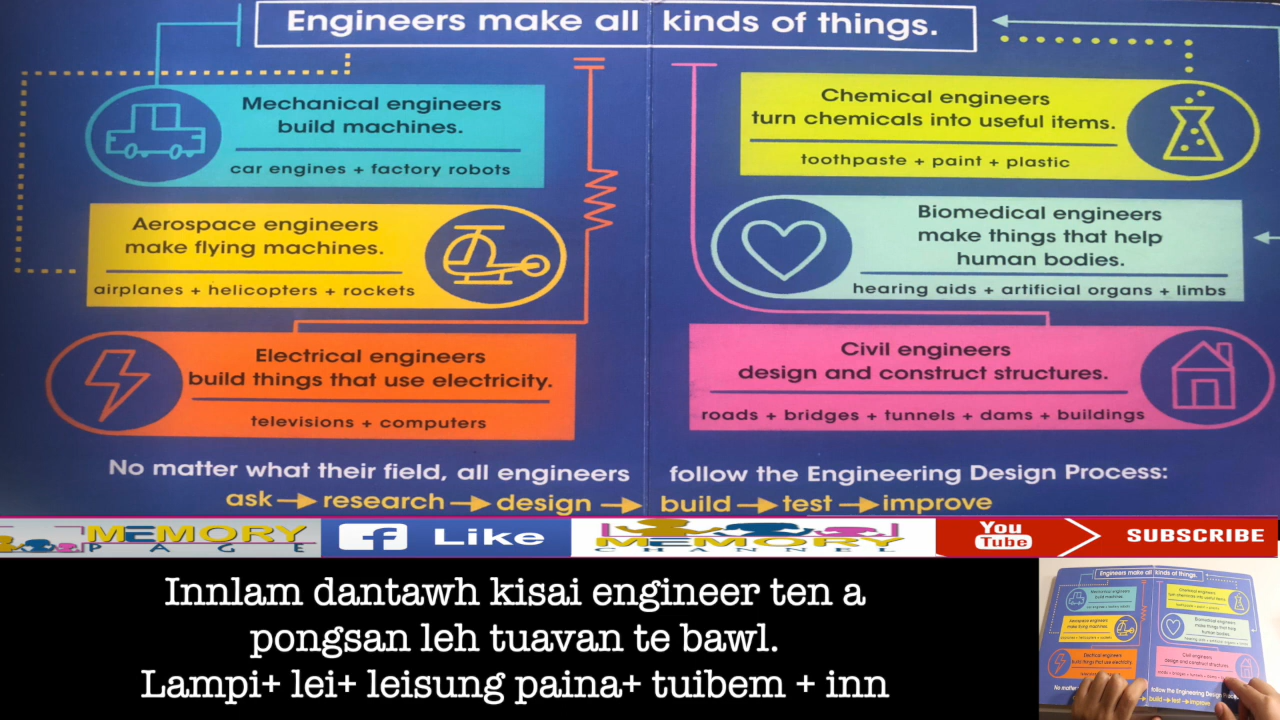 Engineers make all kinds of things.
Mechanical engineers
build machines.
car engines + factory robots
Aerospace engineers
make flying machines.
airplanes + helicopters + rockets
Electrical engineers
build things that use electricity.
televisions + computers
Chemical engineers
turn chemicals into useful items.
toothpaste + paint + plastic
Biomedical engineers
make things that help
human bodies.
hearing aids + artificial organs + limbs
Civil engineers
design and construct structures.
roads + bridges + tunnels + dams + buildings
No matter what their field, all engineers follow the Engineering Design Process:
ask → research → design → build → test → improve
MEMORY
PAGE
f Like
MEMORY
CHANNEL
You
Tube
SUBSCRIBE
Innlam dantawh kisai engineer ten a
pongsan leh tuavan te bawl.
Lampi+ lei+ leisung paina+ tuibem + inn